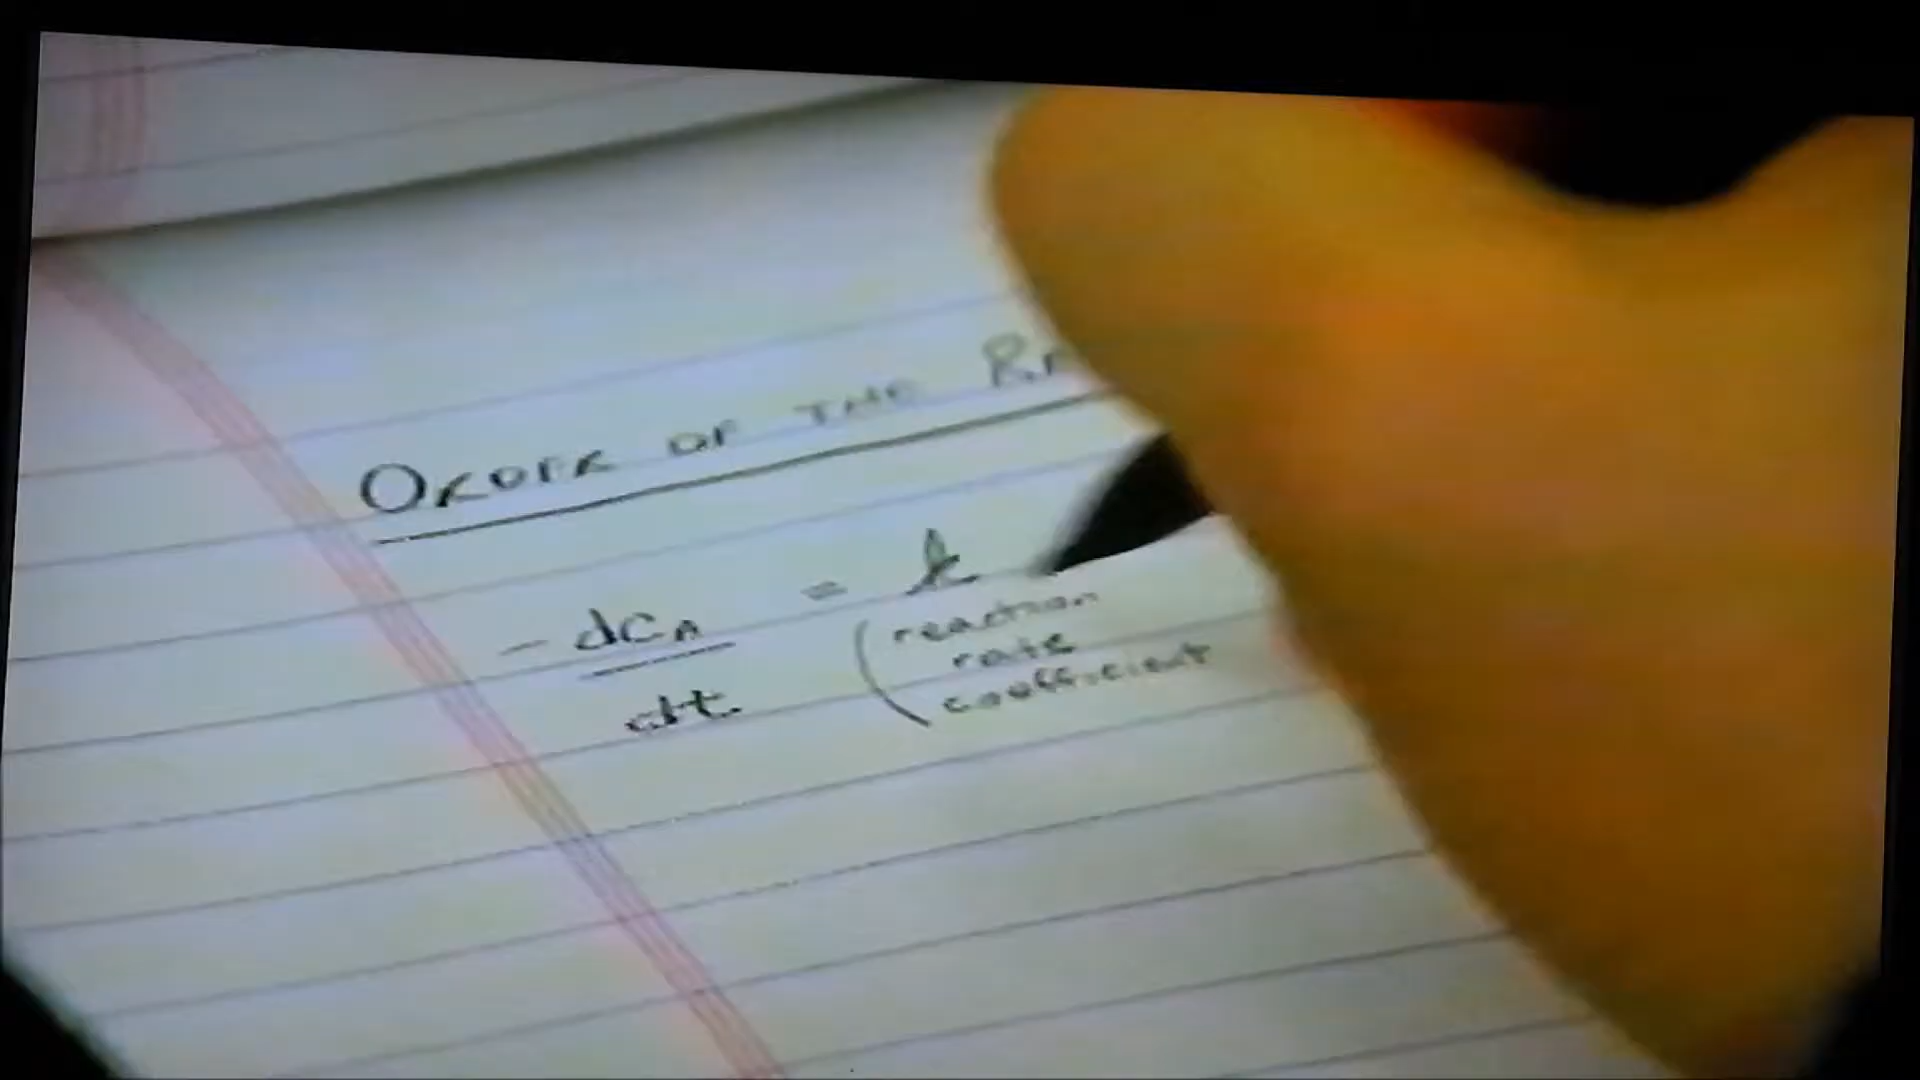 ORDER OF THE
- dCA = k
dt
(reaction
rate
coefficient